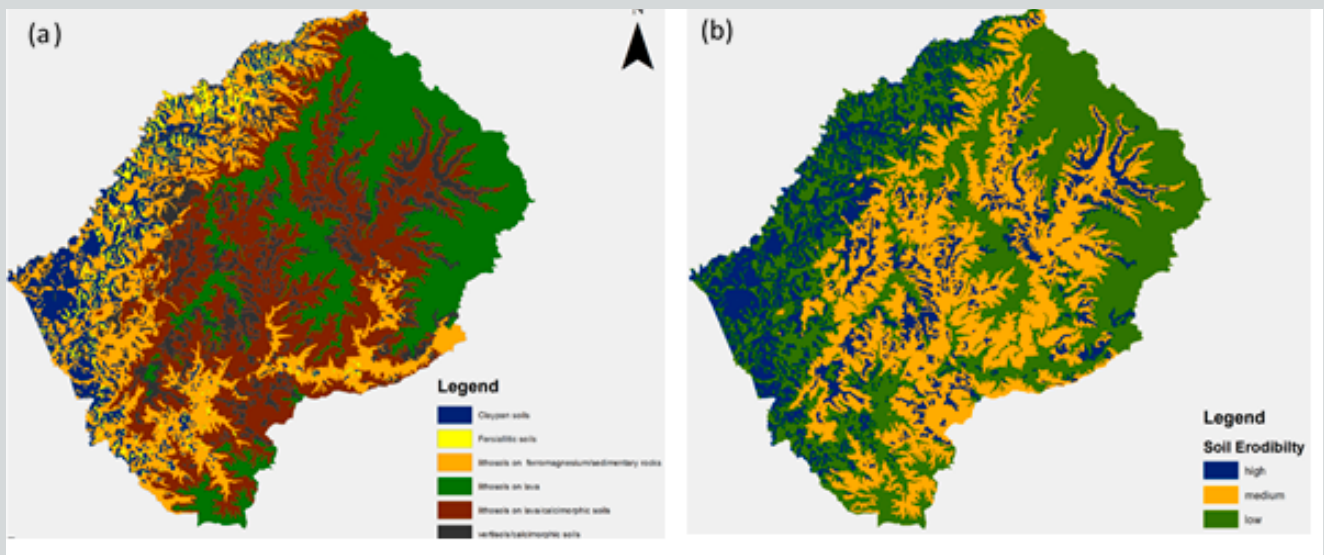 (a)
N
Legend
Claypan soils
Ferrallitic soils
lithosols on ferromagnesium/sedimentary rocks
lithosols on lava
lithosols on lava/calcimorphic soils
vertisols/calcimorphic soils
(b)
Legend
Soil Erodibilty
high
medium
low